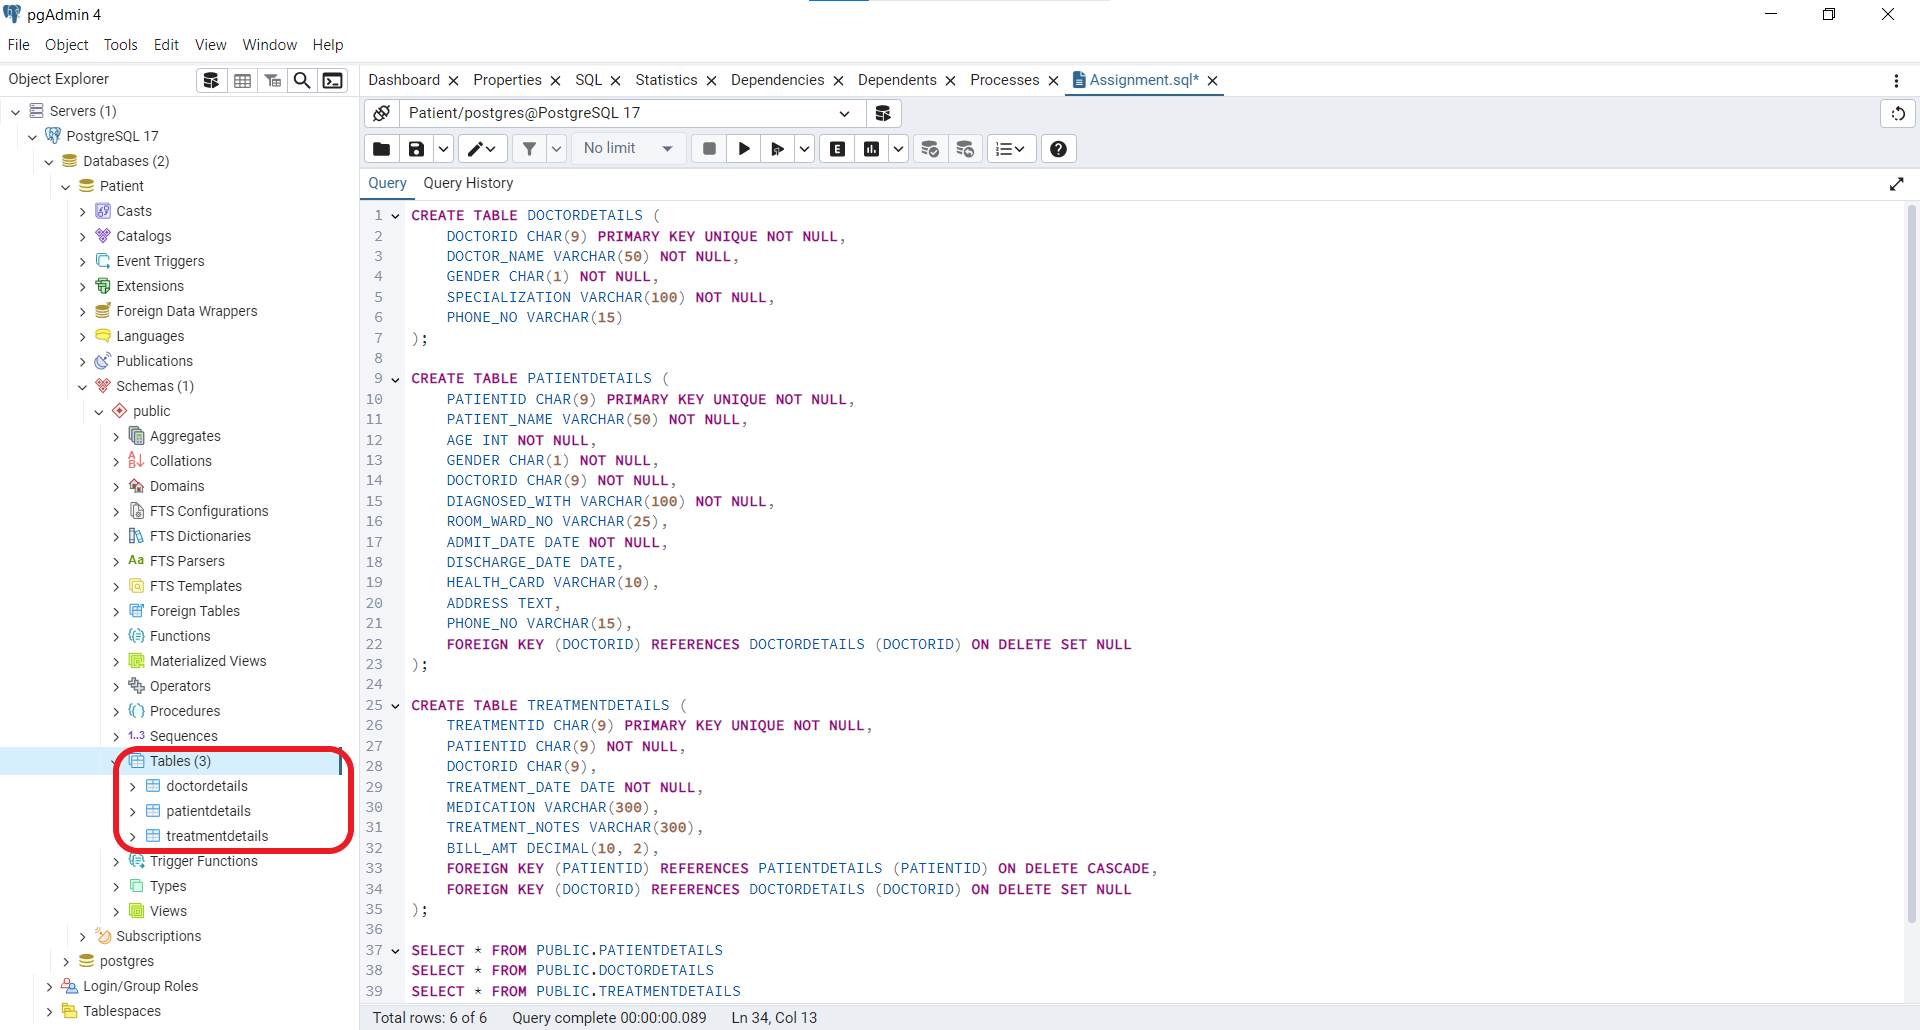 pgAdmin 4
File Object Tools Edit View Window Help
Object Explorer
Dashboard Properties SQL Statistics Dependencies Dependents Processes Assignment.sql*
Servers (1)
PostgreSQL 17
Databases (2)
Patient
Casts
Catalogs
Event Triggers
Extensions
Foreign Data Wrappers
Languages
Publications
Schemas (1)
public
Aggregates
Collations
Domains
FTS Configurations
FTS Dictionaries
Aa FTS Parsers
FTS Templates
Foreign Tables
Functions
Materialized Views
Operators
Procedures
1..3 Sequences
Tables (3)
doctordetails
patientdetails
treatmentdetails
Trigger Functions
Types
Views
Subscriptions
postgres
Login/Group Roles
Tablespaces
Patient/postgres@PostgreSQL 17
No limit E
Query Query History
1 CREATE TABLE DOCTORDETAILS (
2 DOCTORID CHAR(9) PRIMARY KEY UNIQUE NOT NULL,
3 DOCTOR_NAME VARCHAR(50) NOT NULL,
4 GENDER CHAR(1) NOT NULL,
5 SPECIALIZATION VARCHAR(100) NOT NULL,
6 PHONE_NO VARCHAR(15)
7 );
8
9 CREATE TABLE PATIENTDETAILS (
10 PATIENTID CHAR(9) PRIMARY KEY UNIQUE NOT NULL,
11 PATIENT_NAME VARCHAR(50) NOT NULL,
12 AGE INT NOT NULL,
13 GENDER CHAR(1) NOT NULL,
14 DOCTORID CHAR(9) NOT NULL,
15 DIAGNOSED_WITH VARCHAR(100) NOT NULL,
16 ROOM_WARD_NO VARCHAR(25),
17 ADMIT_DATE DATE NOT NULL,
18 DISCHARGE_DATE DATE,
19 HEALTH_CARD VARCHAR(10),
20 ADDRESS TEXT,
21 PHONE_NO VARCHAR(15),
22 FOREIGN KEY (DOCTORID) REFERENCES DOCTORDETAILS (DOCTORID) ON DELETE SET NULL
23 );
24
25 CREATE TABLE TREATMENTDETAILS (
26 TREATMENTID CHAR(9) PRIMARY KEY UNIQUE NOT NULL,
27 PATIENTID CHAR(9) NOT NULL,
28 DOCTORID CHAR(9),
29 TREATMENT_DATE DATE NOT NULL,
30 MEDICATION VARCHAR(300),
31 TREATMENT_NOTES VARCHAR(300),
32 BILL_AMT DECIMAL(10, 2),
33 FOREIGN KEY (PATIENTID) REFERENCES PATIENTDETAILS (PATIENTID) ON DELETE CASCADE,
34 FOREIGN KEY (DOCTORID) REFERENCES DOCTORDETAILS (DOCTORID) ON DELETE SET NULL
35 );
36
37 SELECT * FROM PUBLIC.PATIENTDETAILS
38 SELECT * FROM PUBLIC.DOCTORDETAILS
39 SELECT * FROM PUBLIC.TREATMENTDETAILS
Total rows: 6 of 6 Query complete 00:00:00.089 Ln 34, Col 13